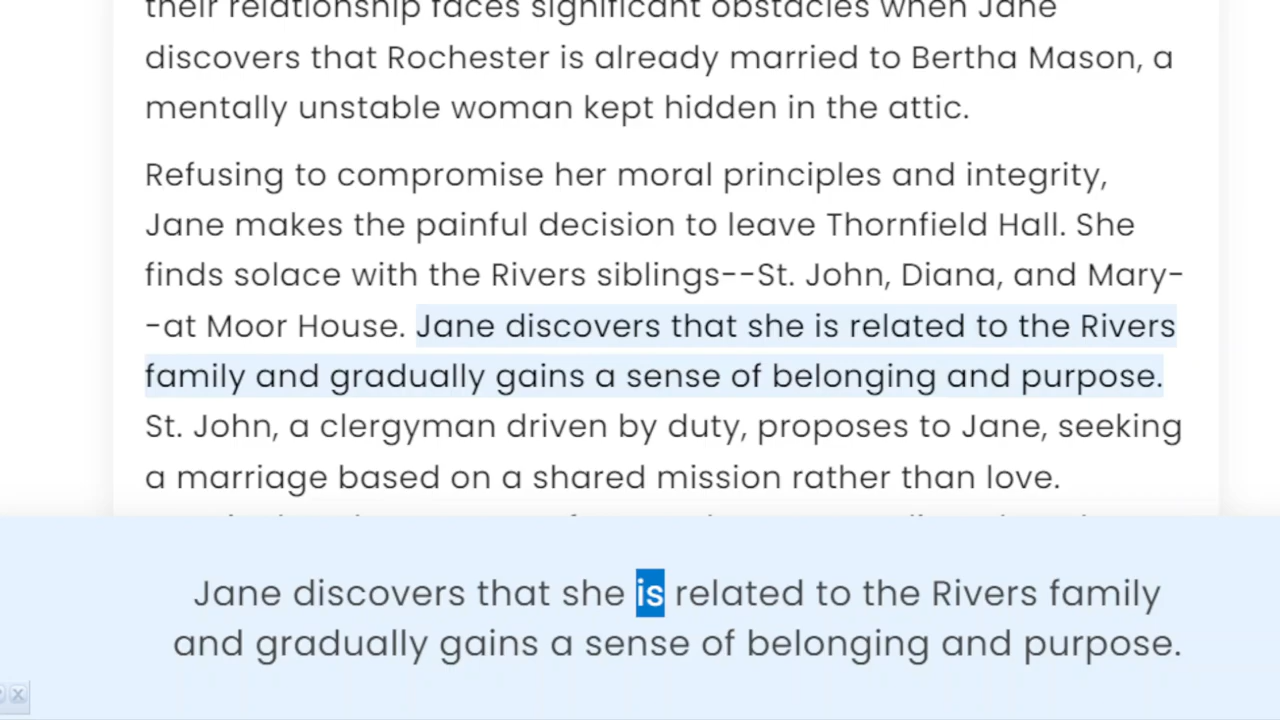 their relationship faces significant obstacles when Jane
discovers that Rochester is already married to Bertha Mason, a
mentally unstable woman kept hidden in the attic.
Refusing to compromise her moral principles and integrity,
Jane makes the painful decision to leave Thornfield Hall. She
finds solace with the Rivers siblings--St. John, Diana, and Mary-
-at Moor House. Jane discovers that she is related to the Rivers
family and gradually gains a sense of belonging and purpose.
St. John, a clergyman driven by duty, proposes to Jane, seeking
a marriage based on a shared mission rather than love.
Jane discovers that she is related to the Rivers family
and gradually gains a sense of belonging and purpose.